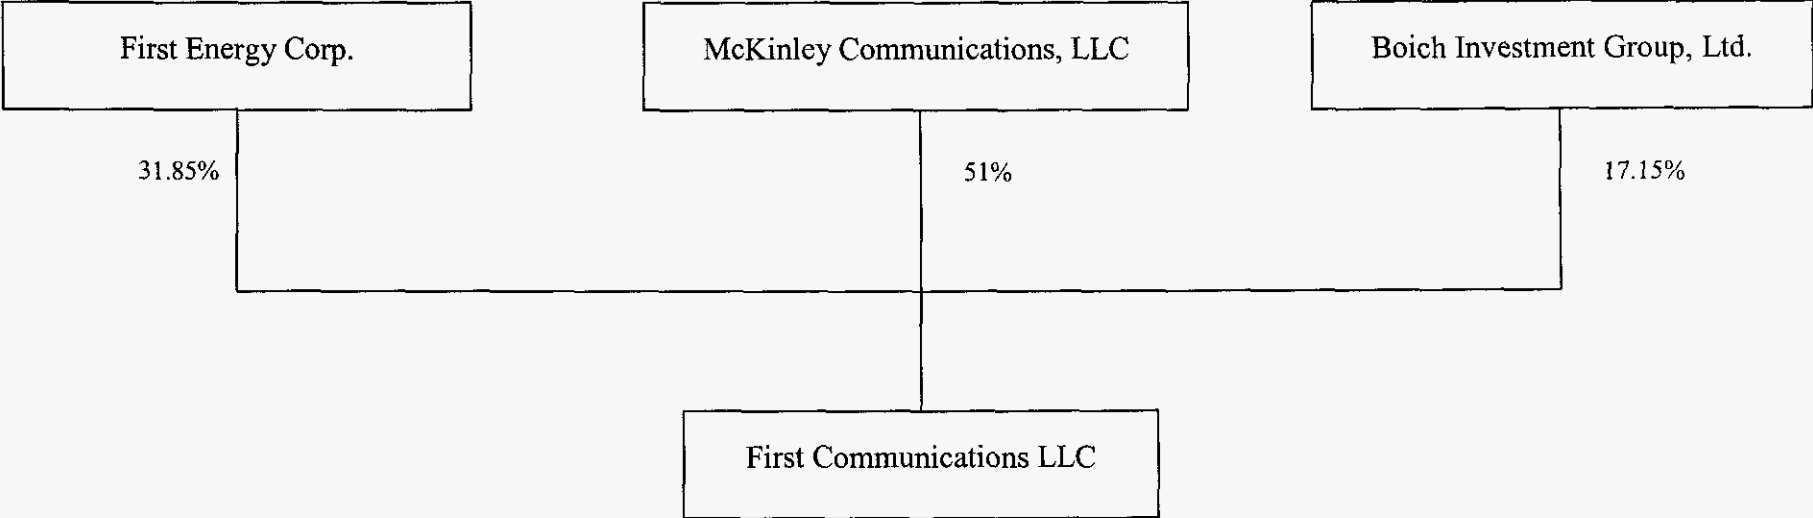 First Energy Corp.
McKinley Communications, LLC
Boich Investment Group, Ltd.
31.85%
51%
17.15%
First Communications LLC